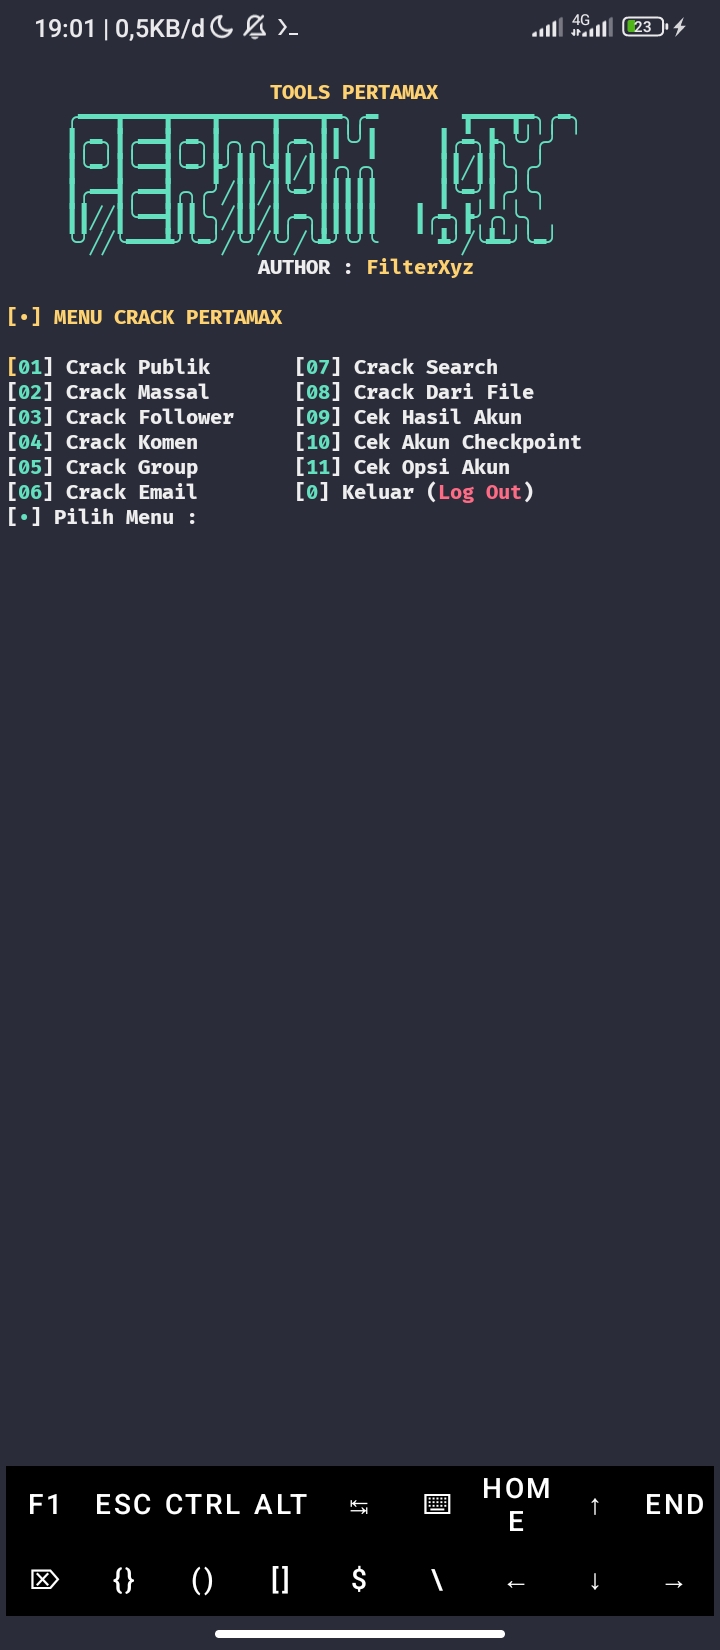 19:01 | 0,5KB/d
4G
23
TOOLS PERTAMAX
AUTHOR : FilterXyz
[•] MENU CRACK PERTAMAX
[01] Crack Publik [07] Crack Search
[02] Crack Massal [08] Crack Dari File
[03] Crack Follower [09] Cek Hasil Akun
[04] Crack Komen [10] Cek Akun Checkpoint
[05] Crack Group [11] Cek Opsi Akun
[06] Crack Email [0] Keluar (Log Out)
[•] Pilih Menu :
F1 ESC CTRL ALT ↹ HOME ↑ END
⌦ {} () [] $ \ ← ↓ →